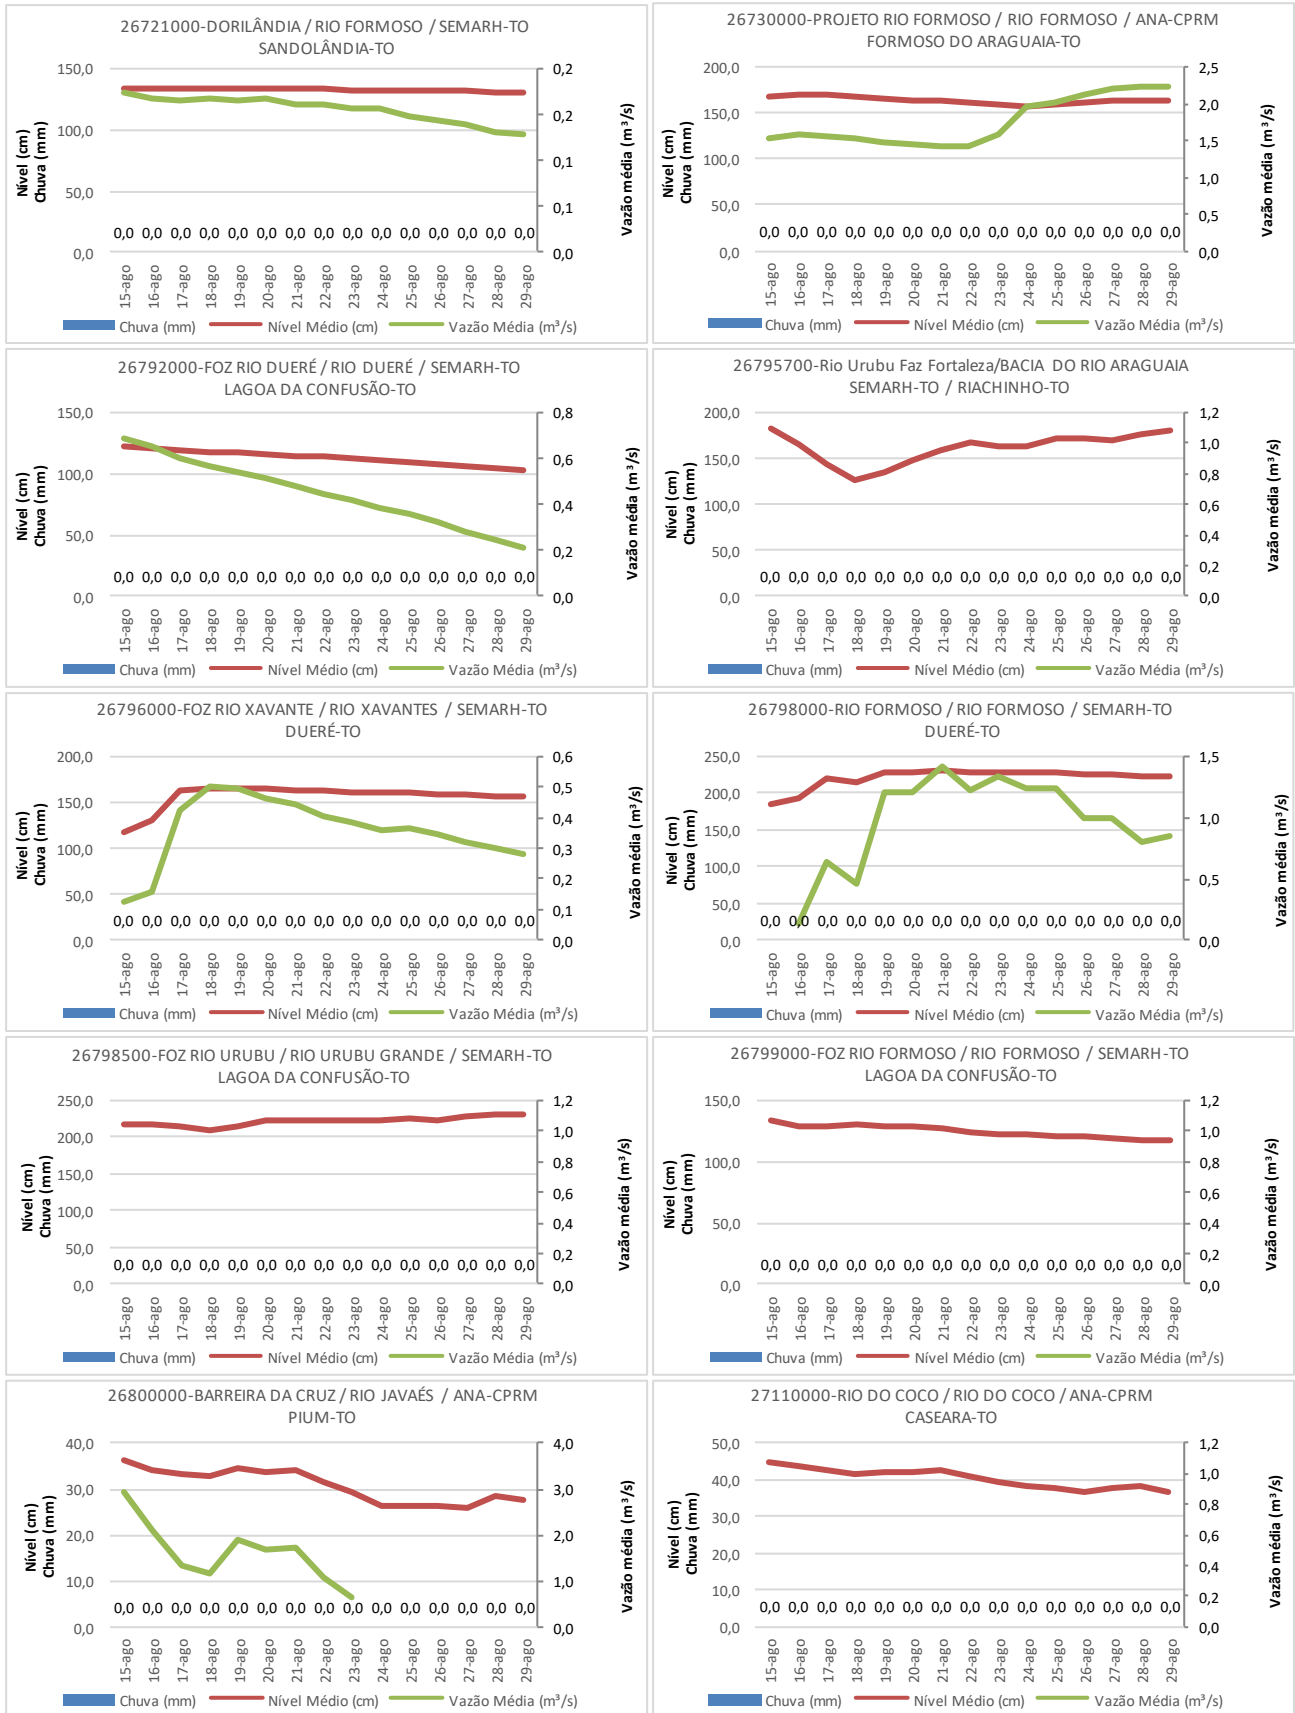 26721000-DORILÂNDIA / RIO FORMOSO / SEMARH-TO
SANDOLÂNDIA-TO
150,0
100,0
50,0
0,0
Nível (cm)
Chuva (mm)
0,2
0,2
0,1
0,1
0,0
Vazão média (m³/s)
0,0 0,0 0,0 0,0 0,0 0,0 0,0 0,0 0,0 0,0 0,0 0,0 0,0 0,0 0,0
15-ago 16-ago 17-ago 18-ago 19-ago 20-ago 21-ago 22-ago 23-ago 24-ago 25-ago 26-ago 27-ago 28-ago 29-ago
Chuva (mm) Nível Médio (cm) Vazão Média (m³/s)
26730000-PROJETO RIO FORMOSO / RIO FORMOSO / ANA-CPRM
FORMOSO DO ARAGUAIA-TO
200,0
150,0
100,0
50,0
0,0
Nível (cm)
Chuva (mm)
2,5
2,0
1,5
1,0
0,5
0,0
Vazão média (m³/s)
0,0 0,0 0,0 0,0 0,0 0,0 0,0 0,0 0,0 0,0 0,0 0,0 0,0 0,0 0,0
15-ago 16-ago 17-ago 18-ago 19-ago 20-ago 21-ago 22-ago 23-ago 24-ago 25-ago 26-ago 27-ago 28-ago 29-ago
Chuva (mm) Nível Médio (cm) Vazão Média (m³/s)
26792000-FOZ RIO DUERÉ / RIO DUERÉ / SEMARH-TO
LAGOA DA CONFUSÃO-TO
150,0
100,0
50,0
0,0
Nível (cm)
Chuva (mm)
0,8
0,6
0,4
0,2
0,0
Vazão média (m³/s)
0,0 0,0 0,0 0,0 0,0 0,0 0,0 0,0 0,0 0,0 0,0 0,0 0,0 0,0 0,0
15-ago 16-ago 17-ago 18-ago 19-ago 20-ago 21-ago 22-ago 23-ago 24-ago 25-ago 26-ago 27-ago 28-ago 29-ago
Chuva (mm) Nível Médio (cm) Vazão Média (m³/s)
26795700-Rio Urubu Faz Fortaleza/BACIA DO RIO ARAGUAIA
SEMARH-TO / RIACHINHO-TO
200,0
150,0
100,0
50,0
0,0
Nível (cm)
Chuva (mm)
1,2
1,0
0,8
0,6
0,4
0,2
0,0
Vazão média (m³/s)
0,0 0,0 0,0 0,0 0,0 0,0 0,0 0,0 0,0 0,0 0,0 0,0 0,0 0,0 0,0
15-ago 16-ago 17-ago 18-ago 19-ago 20-ago 21-ago 22-ago 23-ago 24-ago 25-ago 26-ago 27-ago 28-ago 29-ago
Chuva (mm) Nível Médio (cm) Vazão Média (m³/s)
26796000-FOZ RIO XAVANTE / RIO XAVANTES / SEMARH-TO
DUERÉ-TO
200,0
150,0
100,0
50,0
0,0
Nível (cm)
Chuva (mm)
0,6
0,5
0,4
0,3
0,2
0,1
0,0
Vazão média (m³/s)
0,0 0,0 0,0 0,0 0,0 0,0 0,0 0,0 0,0 0,0 0,0 0,0 0,0 0,0 0,0
15-ago 16-ago 17-ago 18-ago 19-ago 20-ago 21-ago 22-ago 23-ago 24-ago 25-ago 26-ago 27-ago 28-ago 29-ago
Chuva (mm) Nível Médio (cm) Vazão Média (m³/s)
26798000-RIO FORMOSO / RIO FORMOSO / SEMARH-TO
DUERÉ-TO
250,0
200,0
150,0
100,0
50,0
0,0
Nível (cm)
Chuva (mm)
1,5
1,0
0,5
0,0
Vazão média (m³/s)
0,0 0,0 0,0 0,0 0,0 0,0 0,0 0,0 0,0 0,0 0,0 0,0 0,0 0,0 0,0
15-ago 16-ago 17-ago 18-ago 19-ago 20-ago 21-ago 22-ago 23-ago 24-ago 25-ago 26-ago 27-ago 28-ago 29-ago
Chuva (mm) Nível Médio (cm) Vazão Média (m³/s)
26798500-FOZ RIO URUBU / RIO URUBU GRANDE / SEMARH-TO
LAGOA DA CONFUSÃO-TO
250,0
200,0
150,0
100,0
50,0
0,0
Nível (cm)
Chuva (mm)
1,2
1,0
0,8
0,6
0,4
0,2
0,0
Vazão média (m³/s)
0,0 0,0 0,0 0,0 0,0 0,0 0,0 0,0 0,0 0,0 0,0 0,0 0,0 0,0 0,0
15-ago 16-ago 17-ago 18-ago 19-ago 20-ago 21-ago 22-ago 23-ago 24-ago 25-ago 26-ago 27-ago 28-ago 29-ago
Chuva (mm) Nível Médio (cm) Vazão Média (m³/s)
26799000-FOZ RIO FORMOSO / RIO FORMOSO / SEMARH-TO
LAGOA DA CONFUSÃO-TO
150,0
100,0
50,0
0,0
Nível (cm)
Chuva (mm)
1,2
1,0
0,8
0,6
0,4
0,2
0,0
Vazão média (m³/s)
0,0 0,0 0,0 0,0 0,0 0,0 0,0 0,0 0,0 0,0 0,0 0,0 0,0 0,0 0,0
15-ago 16-ago 17-ago 18-ago 19-ago 20-ago 21-ago 22-ago 23-ago 24-ago 25-ago 26-ago 27-ago 28-ago 29-ago
Chuva (mm) Nível Médio (cm) Vazão Média (m³/s)
26800000-BARREIRA DA CRUZ / RIO JAVAÉS / ANA-CPRM
PIUM-TO
40,0
30,0
20,0
10,0
0,0
Nível (cm)
Chuva (mm)
4,0
3,0
2,0
1,0
0,0
Vazão média (m³/s)
0,0 0,0 0,0 0,0 0,0 0,0 0,0 0,0 0,0 0,0 0,0 0,0 0,0 0,0 0,0
15-ago 16-ago 17-ago 18-ago 19-ago 20-ago 21-ago 22-ago 23-ago 24-ago 25-ago 26-ago 27-ago 28-ago 29-ago
Chuva (mm) Nível Médio (cm) Vazão Média (m³/s)
27110000-RIO DO COCO / RIO DO COCO / ANA-CPRM
CASEARA-TO
50,0
40,0
30,0
20,0
10,0
0,0
Nível (cm)
Chuva (mm)
1,2
1,0
0,8
0,6
0,4
0,2
0,0
Vazão média (m³/s)
0,0 0,0 0,0 0,0 0,0 0,0 0,0 0,0 0,0 0,0 0,0 0,0 0,0 0,0 0,0
15-ago 16-ago 17-ago 18-ago 19-ago 20-ago 21-ago 22-ago 23-ago 24-ago 25-ago 26-ago 27-ago 28-ago 29-ago
Chuva (mm) Nível Médio (cm) Vazão Média (m³/s)